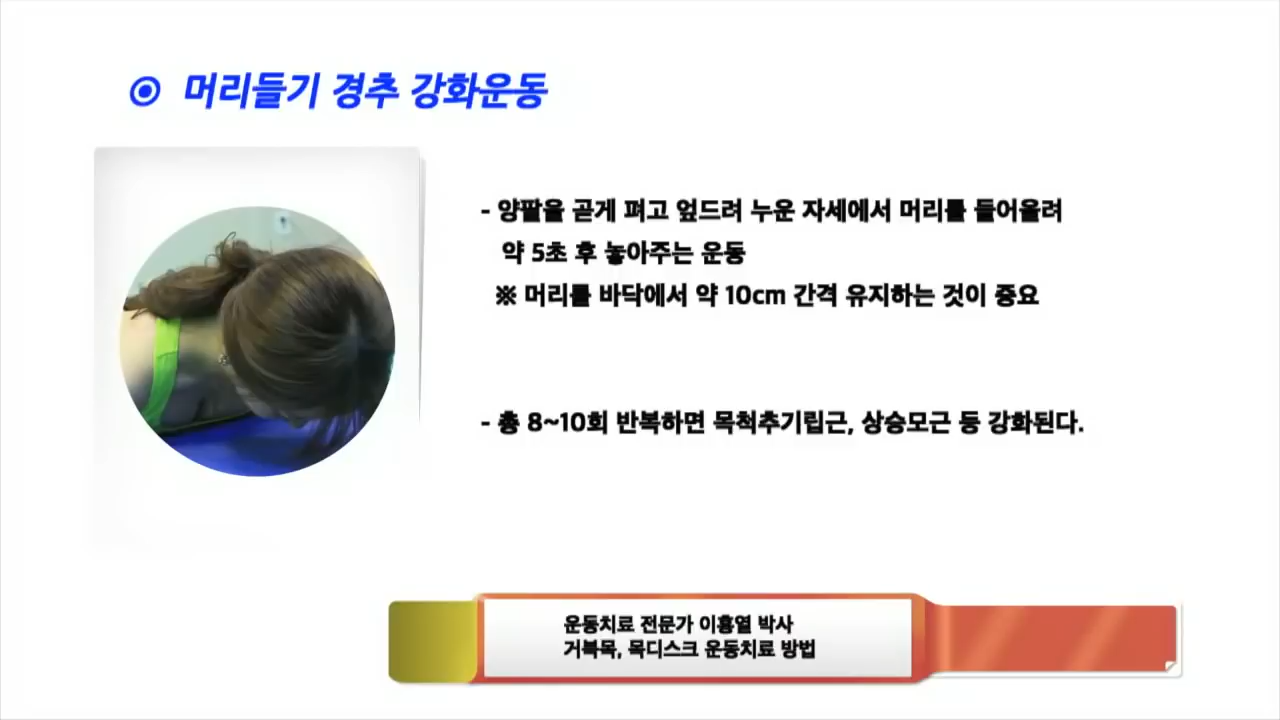 ◉ 머리들기 경추 강화운동
- 양팔을 곧게 펴고 엎드려 누운 자세에서 머리를 들어올려
약 5초 후 놓아주는 운동
※ 머리를 바닥에서 약 10cm 간격 유지하는 것이 중요
- 총 8~10회 반복하면 목척추기립근, 상승모근 등 강화된다.
운동치료 전문가 이홍열 박사
거북목, 목디스크 운동치료 방법